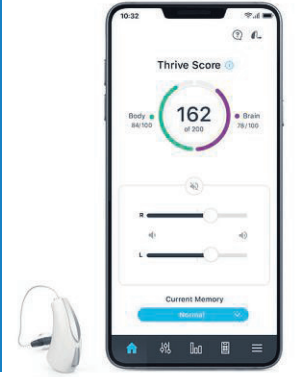 10:32
Thrive Score
Body
84/100
162
of 200
Brain
78/100
R
L
Current Memory
Normal